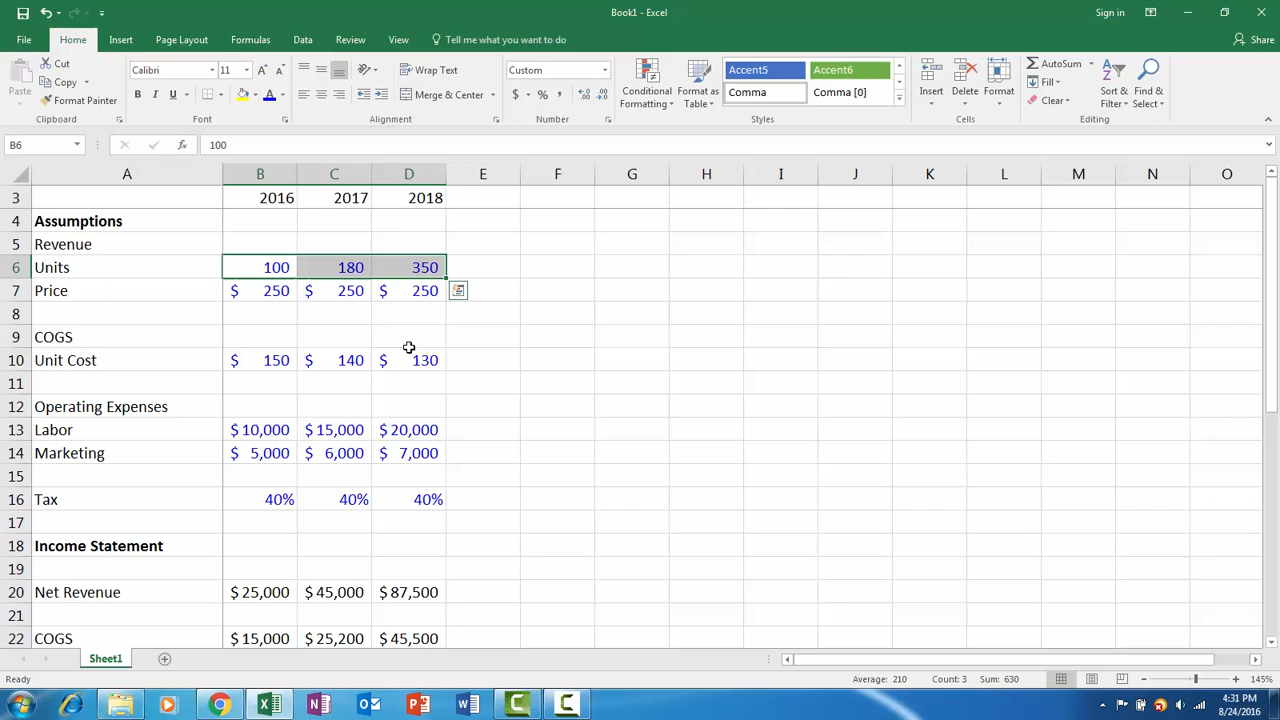 Book1 - Excel
Sign in
File Home Insert Page Layout Formulas Data Review View Tell me what you want to do Share
Paste
Cut
Copy
Format Painter
Clipboard
Calibri 11
B I U
Font
Wrap Text
Merge & Center
Alignment
Custom
$ % ,
Number
Conditional Formatting
Format as Table
Accent5 Accent6
Comma Comma [0]
Styles
Insert Delete Format
Cells
AutoSum
Fill
Clear
Sort & Filter
Find & Select
Editing
B6 fx 100
A B C D E F G H I J K L M N O
3 2016 2017 2018
4 Assumptions
5 Revenue
6 Units 100 180 350
7 Price $ 250 $ 250 $ 250
8
9 COGS
10 Unit Cost $ 150 $ 140 $ 130
11
12 Operating Expenses
13 Labor $ 10,000 $ 15,000 $ 20,000
14 Marketing $ 5,000 $ 6,000 $ 7,000
15
16 Tax 40% 40% 40%
17
18 Income Statement
19
20 Net Revenue $ 25,000 $ 45,000 $ 87,500
21
22 COGS $ 15,000 $ 25,200 $ 45,500
Sheet1
Ready Average: 210 Count: 3 Sum: 630 145%
4:31 PM
8/24/2016